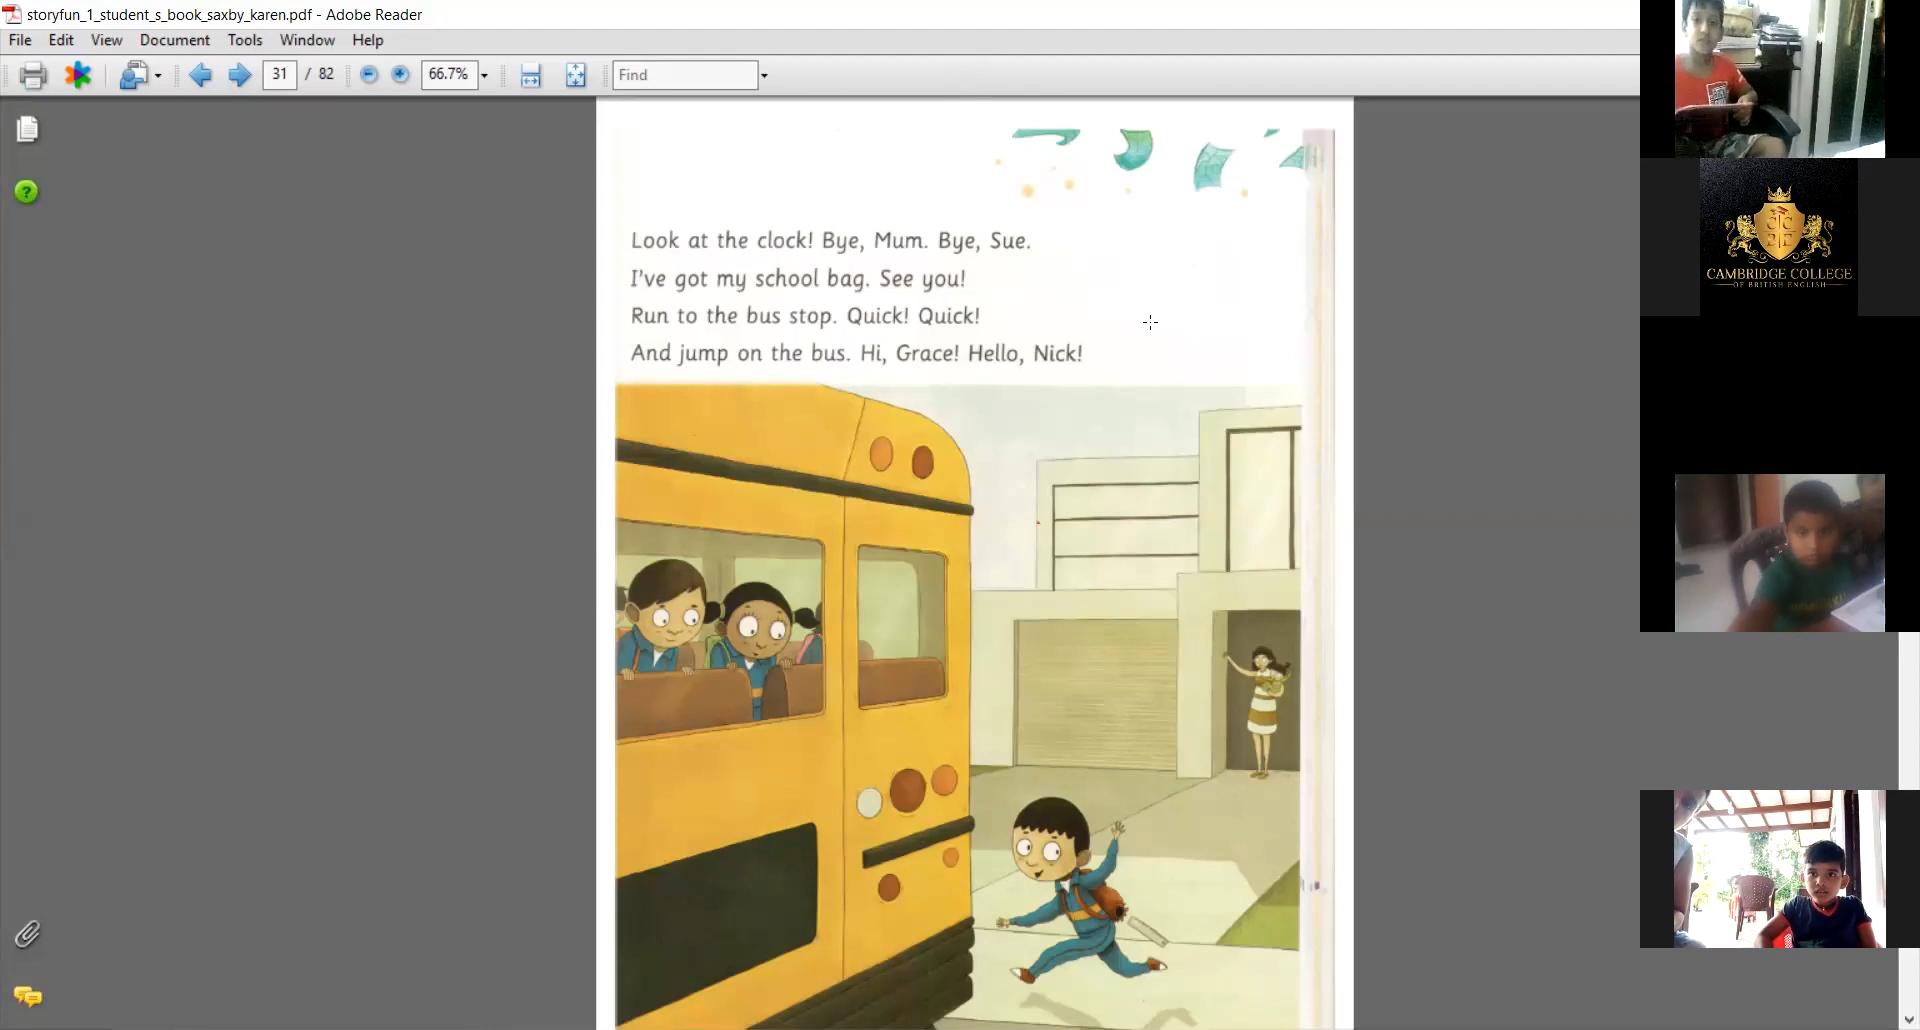 storyfun_1_student_s_book_saxby_karen.pdf - Adobe Reader
File Edit View Document Tools Window Help
31 / 82 66.7% Find
Look at the clock! Bye, Mum. Bye, Sue.
I've got my school bag. See you!
Run to the bus stop. Quick! Quick!
And jump on the bus. Hi, Grace! Hello, Nick!
CAMBRIDGE COLLEGE
OF BRITISH ENGLISH